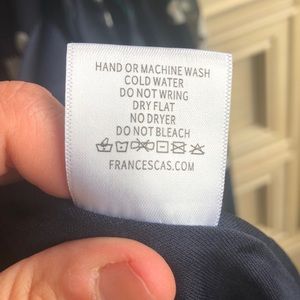 HAND OR MACHINE WASH
COLD WATER
DO NOT WRING
DRY FLAT
NO DRYER
DO NOT BLEACH
FRANCESCAS.COM